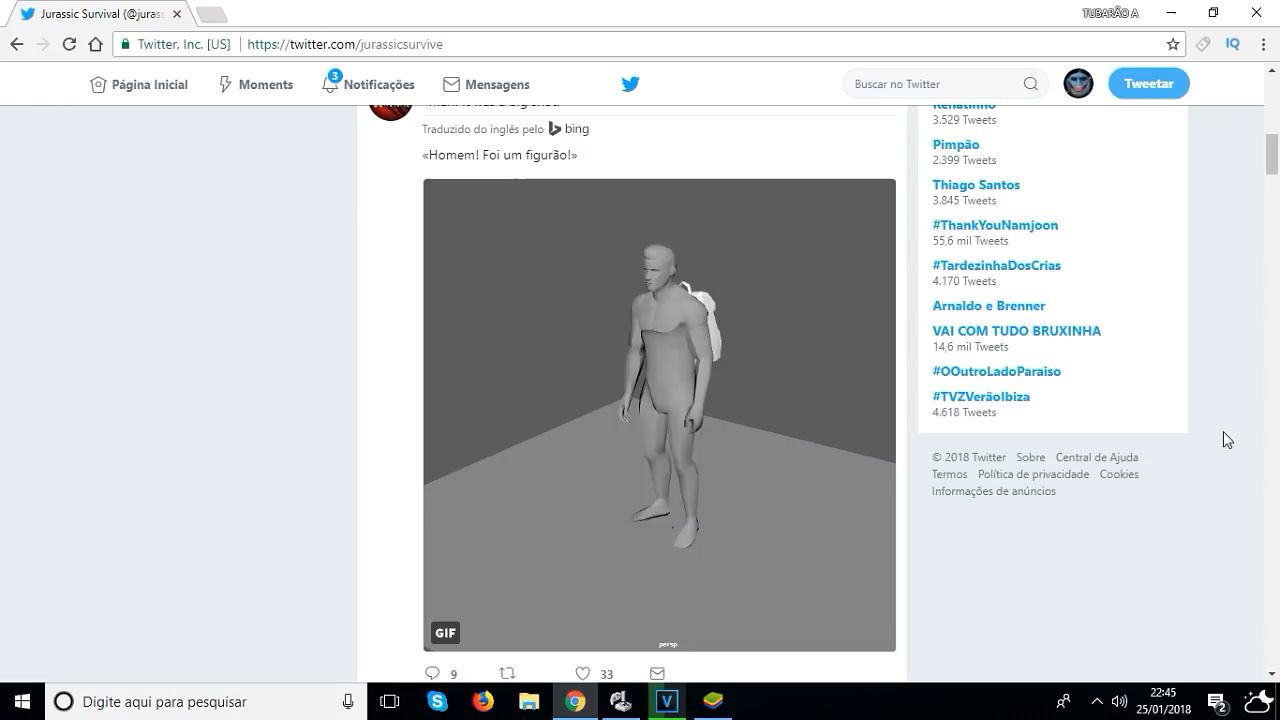 Jurassic Survival (@juras
TUBARÃO A
Twitter, Inc. [US]
https://twitter.com/jurassicsurvive
IQ
Página Inicial
Moments
3
Notificações
Mensagens
Buscar no Twitter
Tweetar
Traduzido do inglês pelo bing
«Homem! Foi um figurão!»
GIF
persp
9
33
Renatinho
3.529 Tweets
Pimpão
2.399 Tweets
Thiago Santos
3.845 Tweets
#ThankYouNamjoon
55,6 mil Tweets
#TardezinhaDosCrias
4.170 Tweets
Arnaldo e Brenner
VAI COM TUDO BRUXINHA
14,6 mil Tweets
#OOutroLadoParaiso
#TVZVerãoIbiza
4.618 Tweets
© 2018 Twitter Sobre Central de Ajuda
Termos Política de privacidade Cookies
Informações de anúncios
Digite aqui para pesquisar
V
22:45
25/01/2018
2